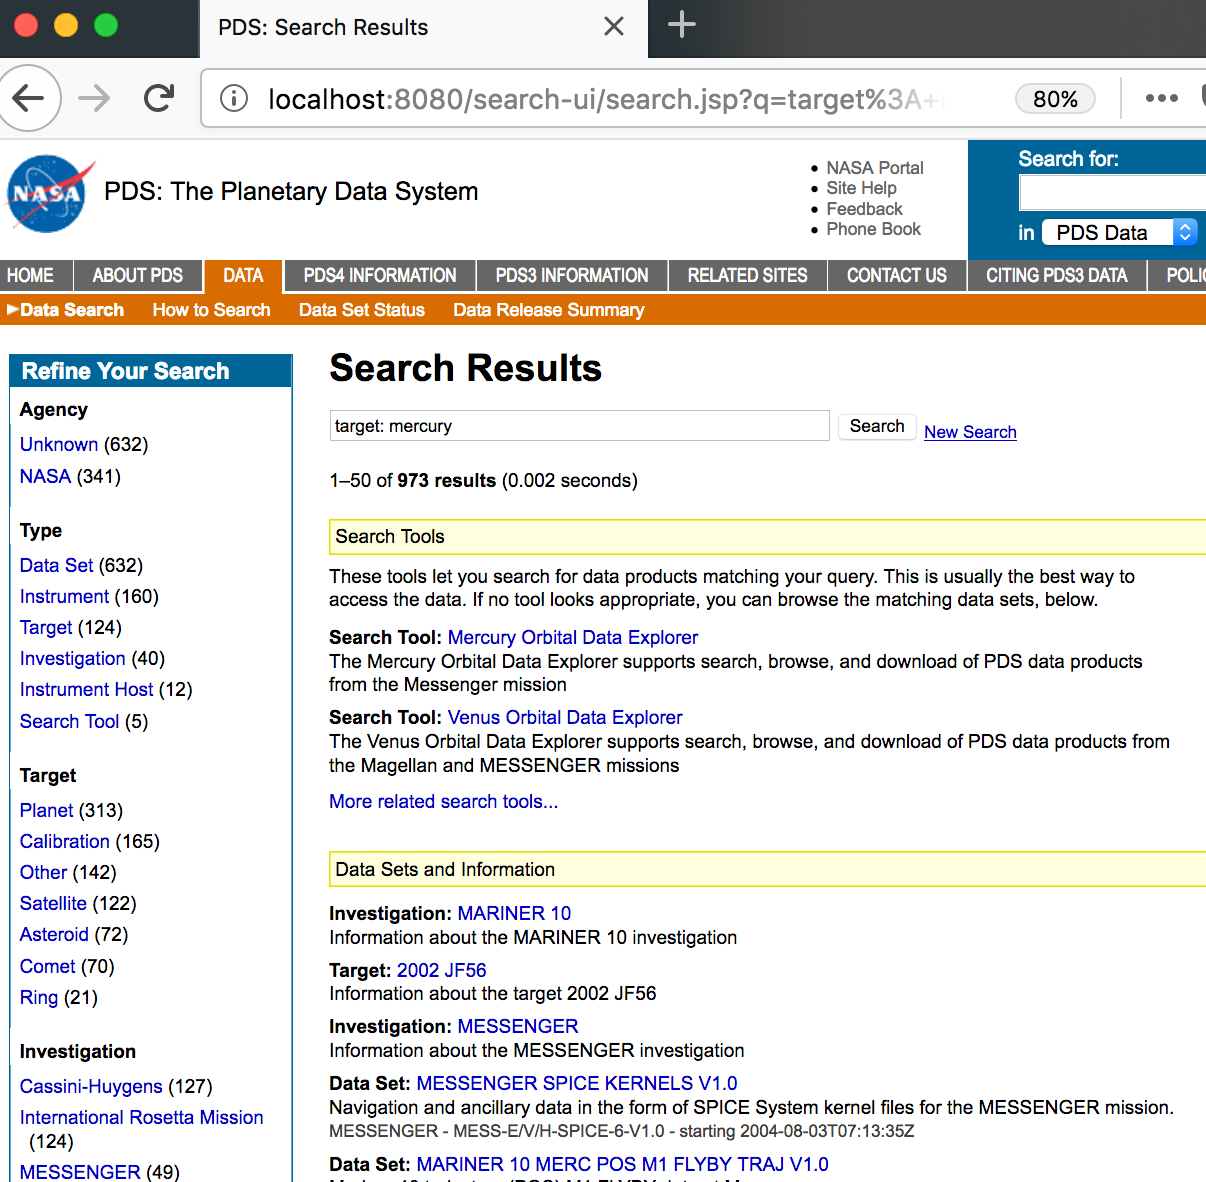 PDS: Search Results
localhost:8080/search-ui/search.jsp?q=target%3A+
80%
NASA
PDS: The Planetary Data System
NASA Portal
Site Help
Feedback
Phone Book
Search for:
in PDS Data
HOME ABOUT PDS DATA PDS4 INFORMATION PDS3 INFORMATION RELATED SITES CONTACT US CITING PDS3 DATA
Data Search How to Search Data Set Status Data Release Summary
Refine Your Search
Agency
Unknown (632)
NASA (341)
Type
Data Set (632)
Instrument (160)
Target (124)
Investigation (40)
Instrument Host (12)
Search Tool (5)
Target
Planet (313)
Calibration (165)
Other (142)
Satellite (122)
Asteroid (72)
Comet (70)
Ring (21)
Investigation
Cassini-Huygens (127)
International Rosetta Mission
(124)
MESSENGER (49)
Search Results
target: mercury
Search New Search
1–50 of 973 results (0.002 seconds)
Search Tools
These tools let you search for data products matching your query. This is usually the best way to
access the data. If no tool looks appropriate, you can browse the matching data sets, below.
Search Tool: Mercury Orbital Data Explorer
The Mercury Orbital Data Explorer supports search, browse, and download of PDS data products
from the Messenger mission
Search Tool: Venus Orbital Data Explorer
The Venus Orbital Data Explorer supports search, browse, and download of PDS data products from
the Magellan and MESSENGER missions
More related search tools...
Data Sets and Information
Investigation: MARINER 10
Information about the MARINER 10 investigation
Target: 2002 JF56
Information about the target 2002 JF56
Investigation: MESSENGER
Information about the MESSENGER investigation
Data Set: MESSENGER SPICE KERNELS V1.0
Navigation and ancillary data in the form of SPICE System kernel files for the MESSENGER mission.
MESSENGER - MESS-E/V/H-SPICE-6-V1.0 - starting 2004-08-03T07:13:35Z
Data Set: MARINER 10 MERC POS M1 FLYBY TRAJ V1.0